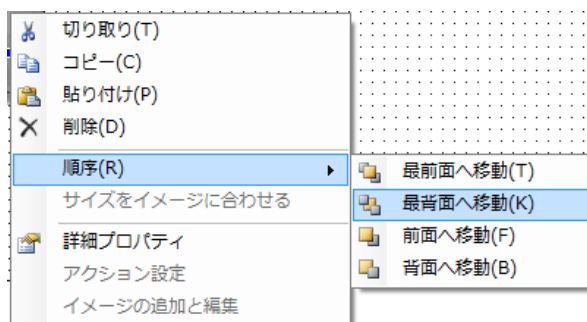 切り取り(T)
コピー(C)
貼り付け(P)
削除(D)
順序(R)
サイズをイメージに合わせる
詳細プロパティ
アクション設定
イメージの追加と編集
最前面へ移動(T)
最背面へ移動(K)
前面へ移動(F)
背面へ移動(B)